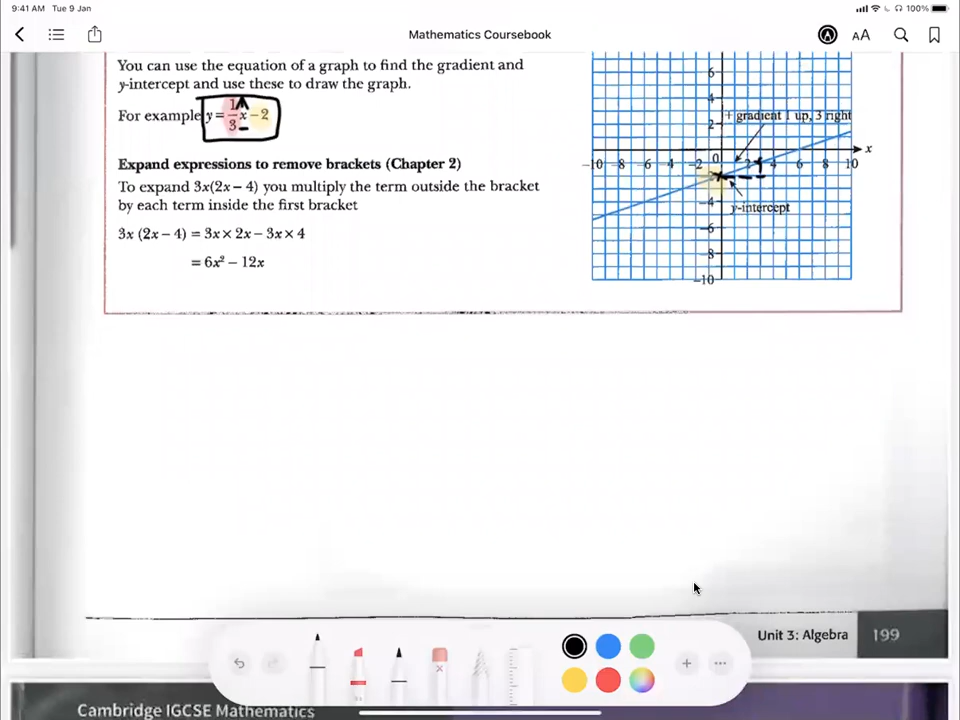 9:41 AM Tue 9 Jan
100%
Mathematics Coursebook
AA
You can use the equation of a graph to find the gradient and
y-intercept and use these to draw the graph.
For example y = 1/3 x - 2
Expand expressions to remove brackets (Chapter 2)
To expand 3x(2x – 4) you multiply the term outside the bracket
by each term inside the first bracket
3x (2x – 4) = 3x × 2x – 3x × 4
= 6x² – 12x
6
4
+ gradient 1 up, 3 right
2
x
-10 -8 -6 -4 -2 0 2 4 6 8 10
-2
-4
y-intercept
-6
-8
-10
Unit 3: Algebra 199
Cambridge IGCSE Mathematics